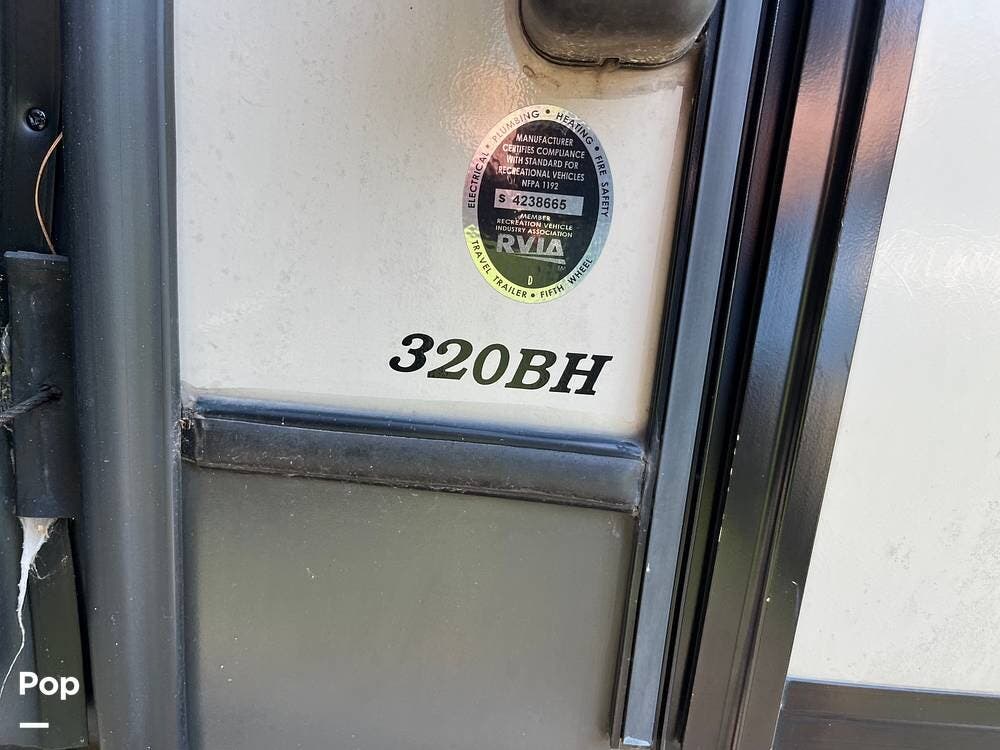 ELECTRICAL • PLUMBING • HEATING • FIRE SAFETY
MANUFACTURER
CERTIFIES COMPLIANCE
WITH STANDARD FOR
RECREATIONAL VEHICLES
NFPA 1192
S 4238665
MEMBER
RECREATION VEHICLE
INDUSTRY ASSOCIATION
RVIA
SM
D
TRAVEL TRAILER • FIFTH WHEEL
320BH
Pop